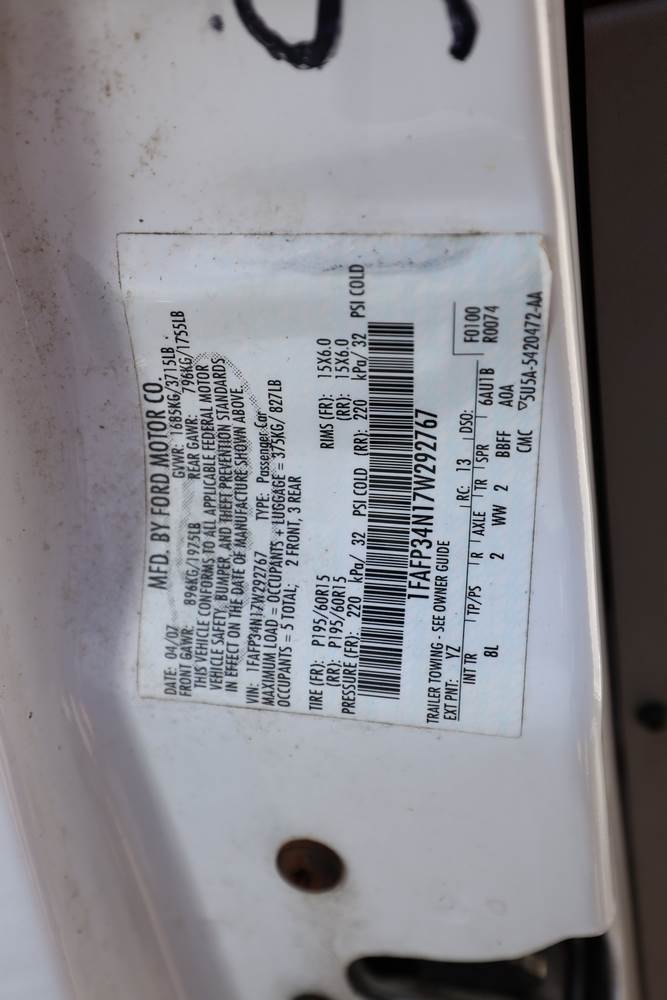 MFD. BY FORD MOTOR CO.
DATE: 04/07 GVWR: 1685KG/3715LB
FRONT GAWR: 896KG/1975LB REAR GAWR: 796KG/1755LB
THIS VEHICLE CONFORMS TO ALL APPLICABLE FEDERAL MOTOR
VEHICLE SAFETY, BUMPER, AND THEFT PREVENTION STANDARDS
IN EFFECT ON THE DATE OF MANUFACTURE SHOWN ABOVE.
VIN: 1FAFP34N17W292767 TYPE: Passenger Car
MAXIMUM LOAD = OCCUPANTS + LUGGAGE = 375KG/ 827LB
OCCUPANTS = 5 TOTAL; 2 FRONT, 3 REAR
TIRE (FR): P195/60R15 RIMS (FR): 15X6.0
(RR): P195/60R15 (RR): 15X6.0
PRESSURE (FR): 220 kPa/ 32 PSI COLD (RR): 220 kPa/ 32 PSI COLD
1FAFP34N17W292767
TRAILER TOWING - SEE OWNER GUIDE
EXT PNT: YZ RC: 13 DSO: F0100
R0074
INT TR TP/PS R AXLE TR SPR 6AU1B
8L 2 WW 2 BBFF A0A
CMC 5U5A-5420472-AA